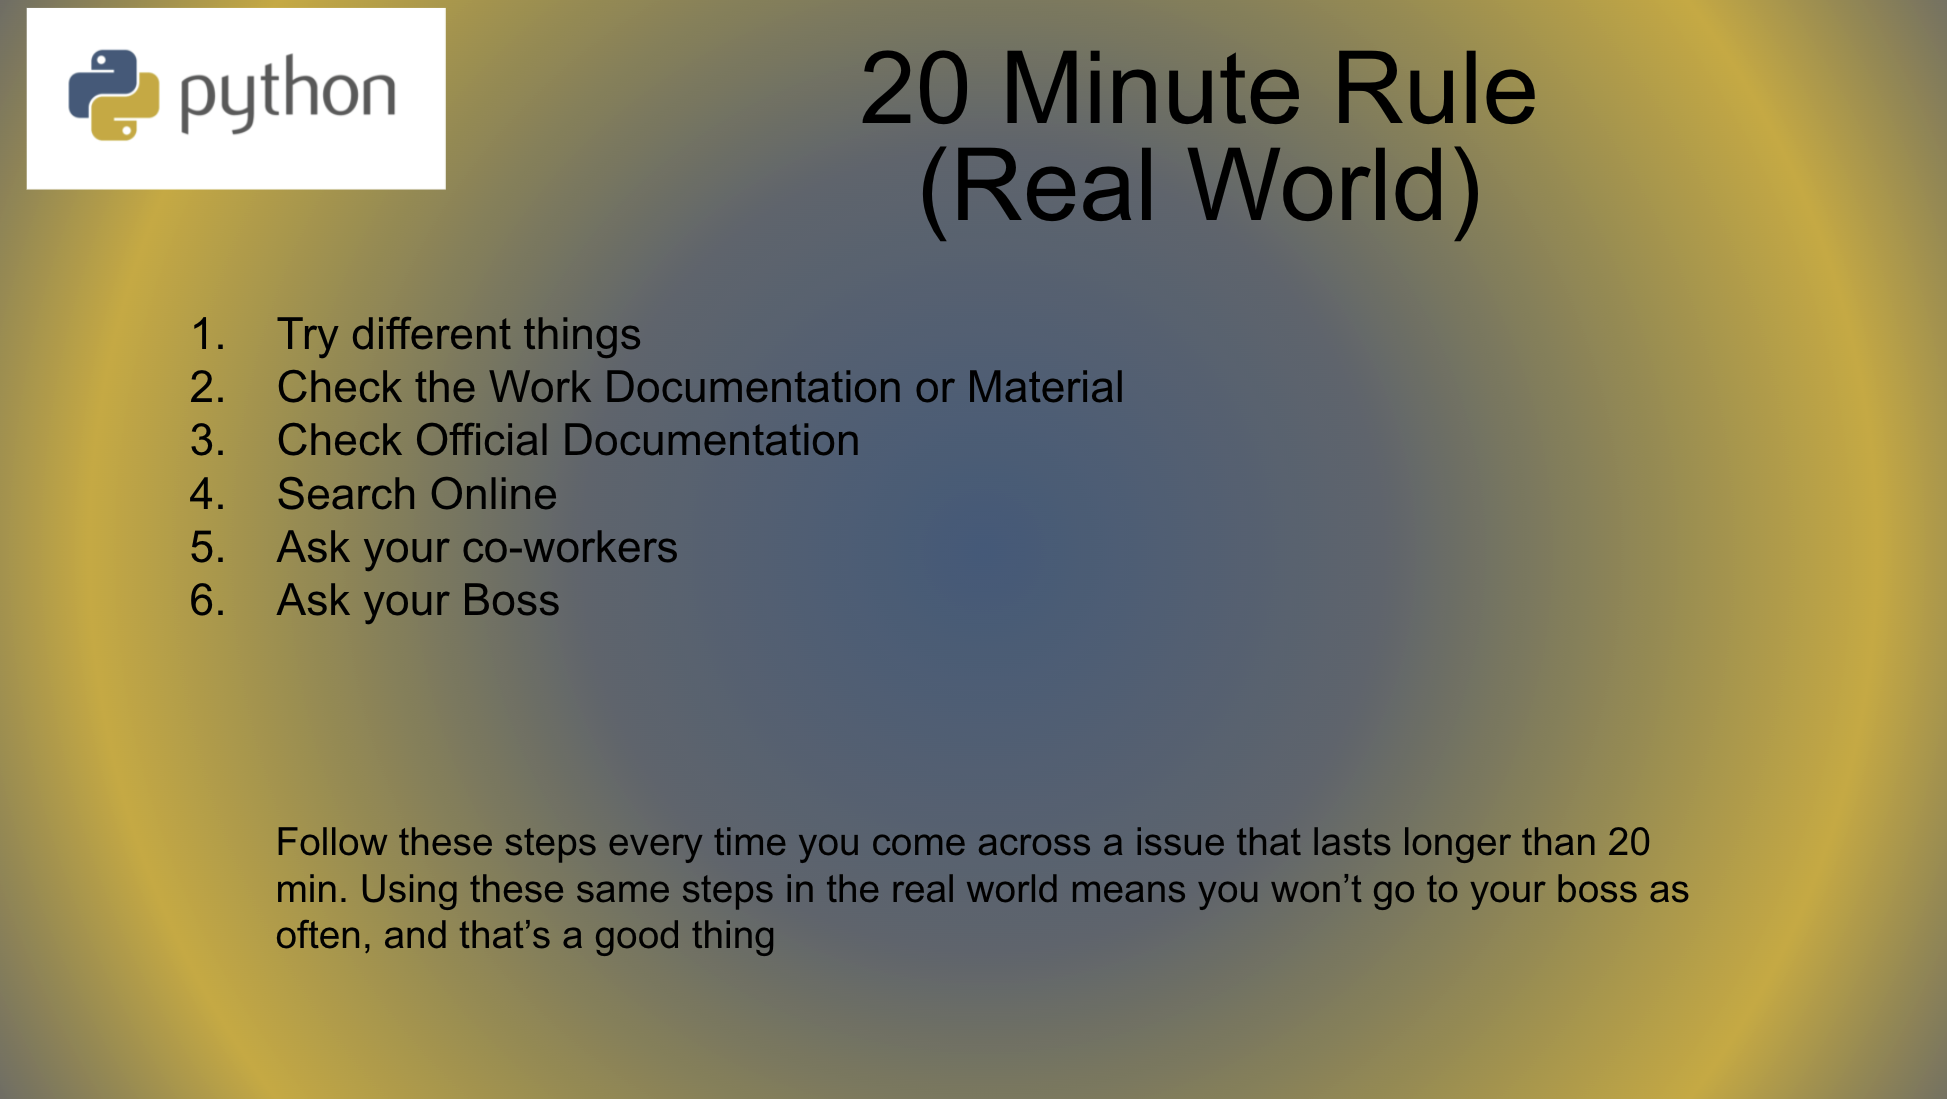 python
20 Minute Rule
(Real World)
1. Try different things
2. Check the Work Documentation or Material
3. Check Official Documentation
4. Search Online
5. Ask your co-workers
6. Ask your Boss
Follow these steps every time you come across a issue that lasts longer than 20
min. Using these same steps in the real world means you won’t go to your boss as
often, and that’s a good thing